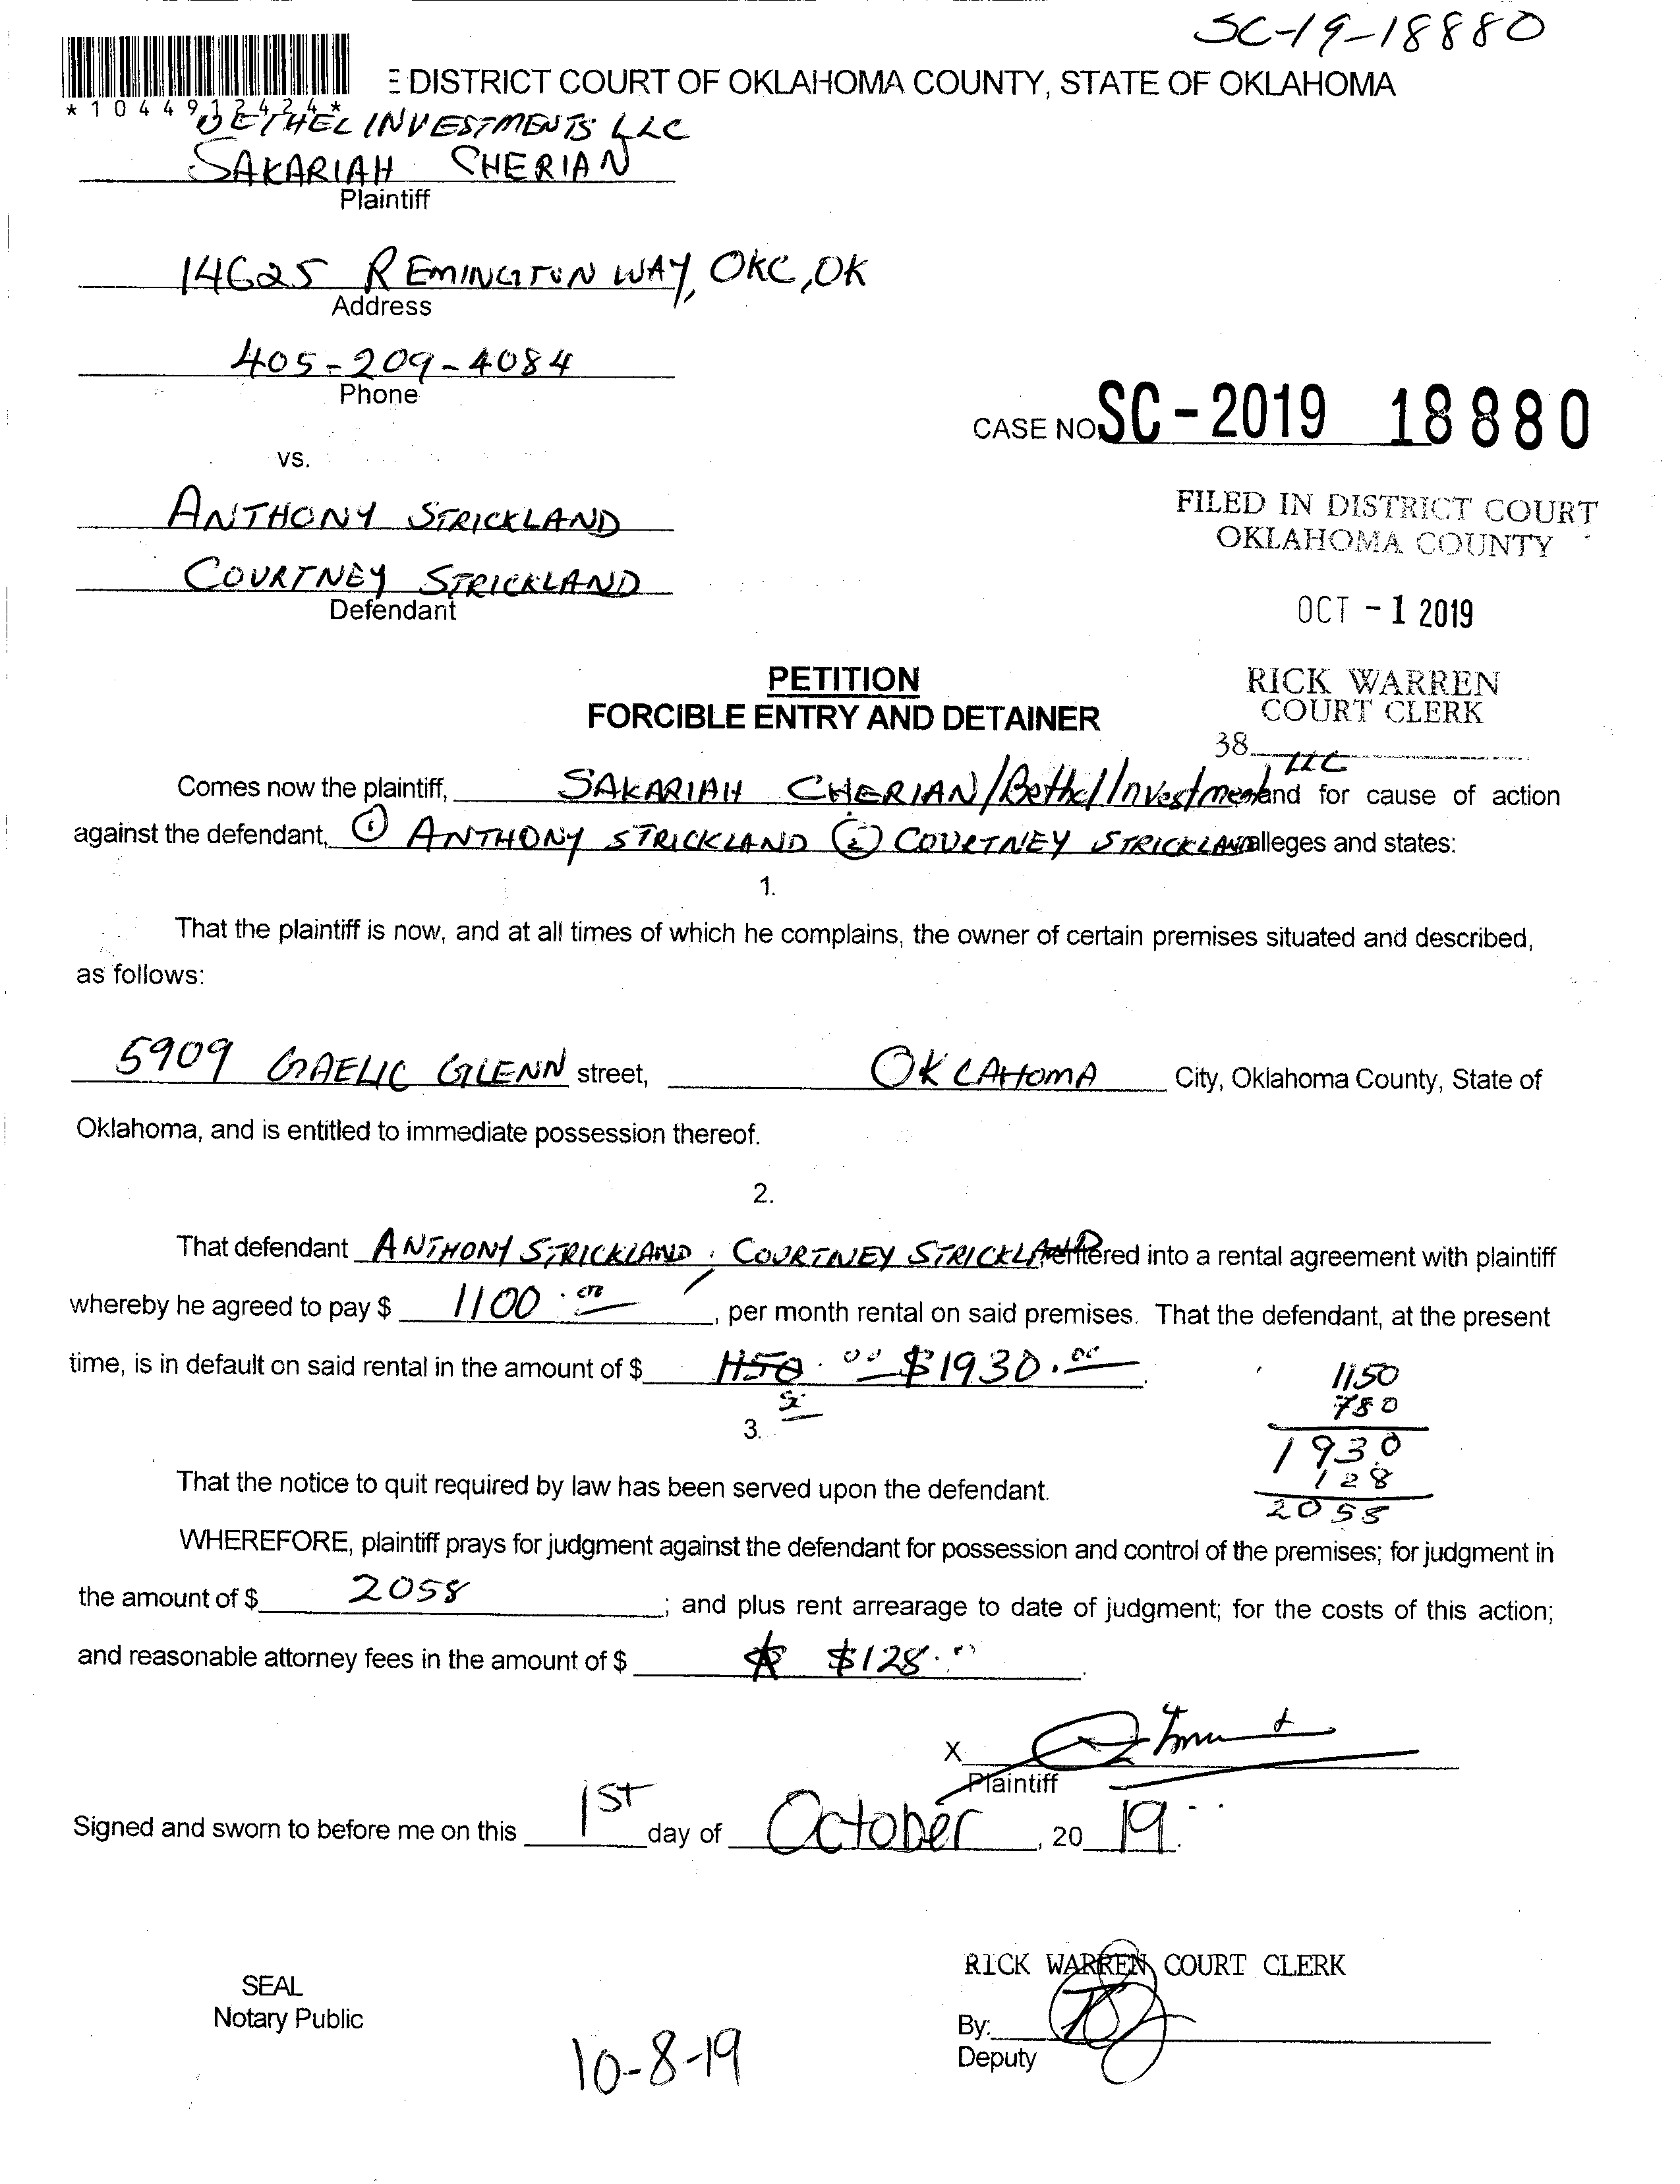 SC-19-18880
E DISTRICT COURT OF OKLAHOMA COUNTY, STATE OF OKLAHOMA
*1044912424*
BETHEL INVESTMENTS LLC
SAKARIAH CHERIAN
Plaintiff
14625 REMINGTON WAY, OKC, OK
Address
405-209-4084
Phone
CASE NO. SC-2019 18880
vs.
FILED IN DISTRICT COURT
OKLAHOMA COUNTY
ANTHONY STRICKLAND
COURTNEY STRICKLAND
Defendant
OCT -1 2019
PETITION
FORCIBLE ENTRY AND DETAINER
RICK WARREN
COURT CLERK
38
Comes now the plaintiff, SAKARIAH CHERIAN/Bethel Investment LLC and for cause of action
against the defendant, ① ANTHONY STRICKLAND ② COURTNEY STRICKLAND alleges and states:
1.
That the plaintiff is now, and at all times of which he complains, the owner of certain premises situated and described,
as follows:
5909 GAELIC GLENN street, OKLAHOMA City, Oklahoma County, State of
Oklahoma, and is entitled to immediate possession thereof.
2.
That defendant ANTHONY STRICKLAND, COURTNEY STRICKLAND entered into a rental agreement with plaintiff
whereby he agreed to pay $ 1100.00, per month rental on said premises. That the defendant, at the present
time, is in default on said rental in the amount of $ 1150.00 $1930.00.
1150
780
1930
128
2058
3.
That the notice to quit required by law has been served upon the defendant.
WHEREFORE, plaintiff prays for judgment against the defendant for possession and control of the premises; for judgment in
the amount of $ 2058; and plus rent arrearage to date of judgment; for the costs of this action;
and reasonable attorney fees in the amount of $ $128.00.
X
Plaintiff
Signed and sworn to before me on this 1st day of October, 20 19.
RICK WARREN COURT CLERK
SEAL
Notary Public
By:
Deputy
10-8-19